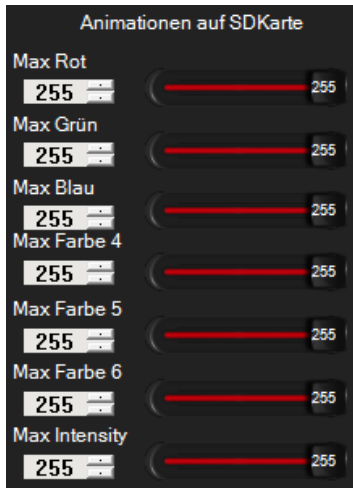 Animationen auf SDKarte
Max Rot
255 255
Max Grün
255 255
Max Blau
255 255
Max Farbe 4
255 255
Max Farbe 5
255 255
Max Farbe 6
255 255
Max Intensity
255 255